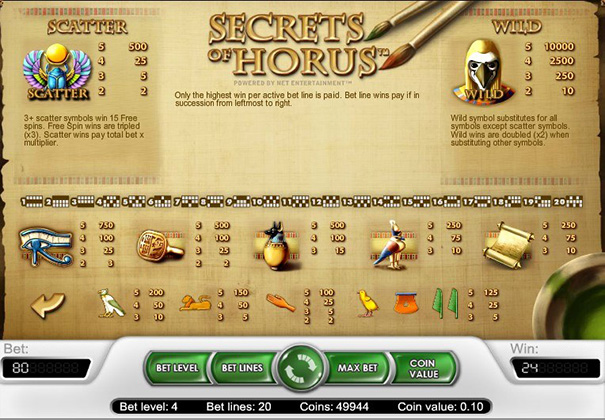 SCATTER
SECRETS
OF HORUS™
POWERED BY NET ENTERTAINMENT™
WILD
5 500
4 25
3 5
2 2
SCATTER
5 10000
4 2500
3 250
2 10
WILD
Only the highest win per active bet line is paid. Bet line wins pay if in
succession from leftmost to right.
3+ scatter symbols win 15 Free
spins. Free Spin wins are tripled
(x3). Scatter wins pay total bet x
multiplier.
Wild symbol substitutes for all
symbols except scatter symbols.
Wild wins are doubled (x2) when
substituting other symbols.
1 2 3 4 5 6 7 8 9 10 11 12 13 14 15 16 17 18 19 20
5 750
4 100
3 25
2 3
5 500
4 100
3 25
2 2
5 500
4 100
3 15
5 250
4 75
3 10
5 250
4 75
3 10
5 200
4 50
3 10
5 150
4 50
3 10
5 100
4 25
3 5
2 2
5 125
4 25
3 5
Bet:
80
BET LEVEL
BET LINES
MAX BET
COIN
VALUE
Win:
24
Bet level: 4 Bet lines: 20 Coins: 49944 Coin value: 0.10